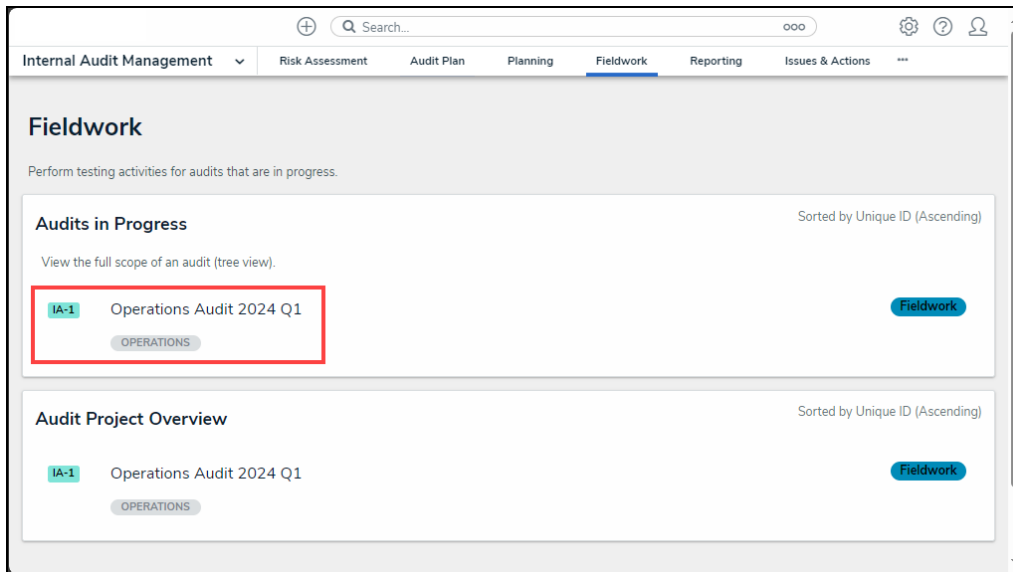 Search...
Internal Audit Management Risk Assessment Audit Plan Planning Fieldwork Reporting Issues & Actions
Fieldwork
Perform testing activities for audits that are in progress.
Audits in Progress Sorted by Unique ID (Ascending)
View the full scope of an audit (tree view).
IA-1 Operations Audit 2024 Q1 Fieldwork
OPERATIONS
Audit Project Overview Sorted by Unique ID (Ascending)
IA-1 Operations Audit 2024 Q1 Fieldwork
OPERATIONS